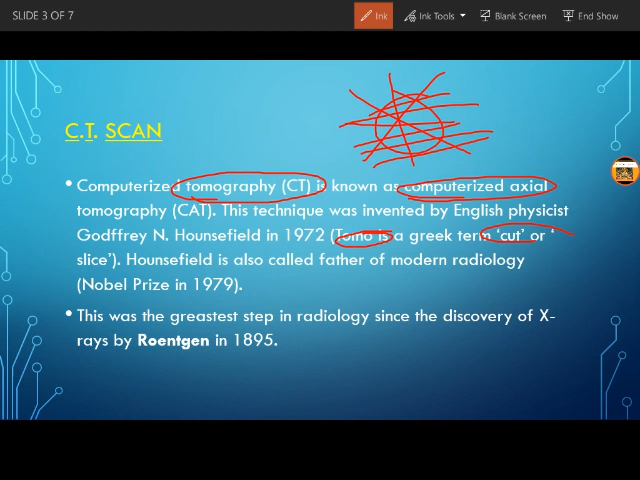 SLIDE 3 OF 7
Ink
Ink Tools
Blank Screen
End Show
C.T. SCAN
• Computerized tomography (CT) is known as computerized axial
tomography (CAT). This technique was invented by English physicist
Godffrey N. Hounsefield in 1972 (Tomo is a greek term ‘cut’ or ‘
slice’). Hounsefield is also called father of modern radiology
(Nobel Prize in 1979).
• This was the greastest step in radiology since the discovery of X-
rays by Roentgen in 1895.